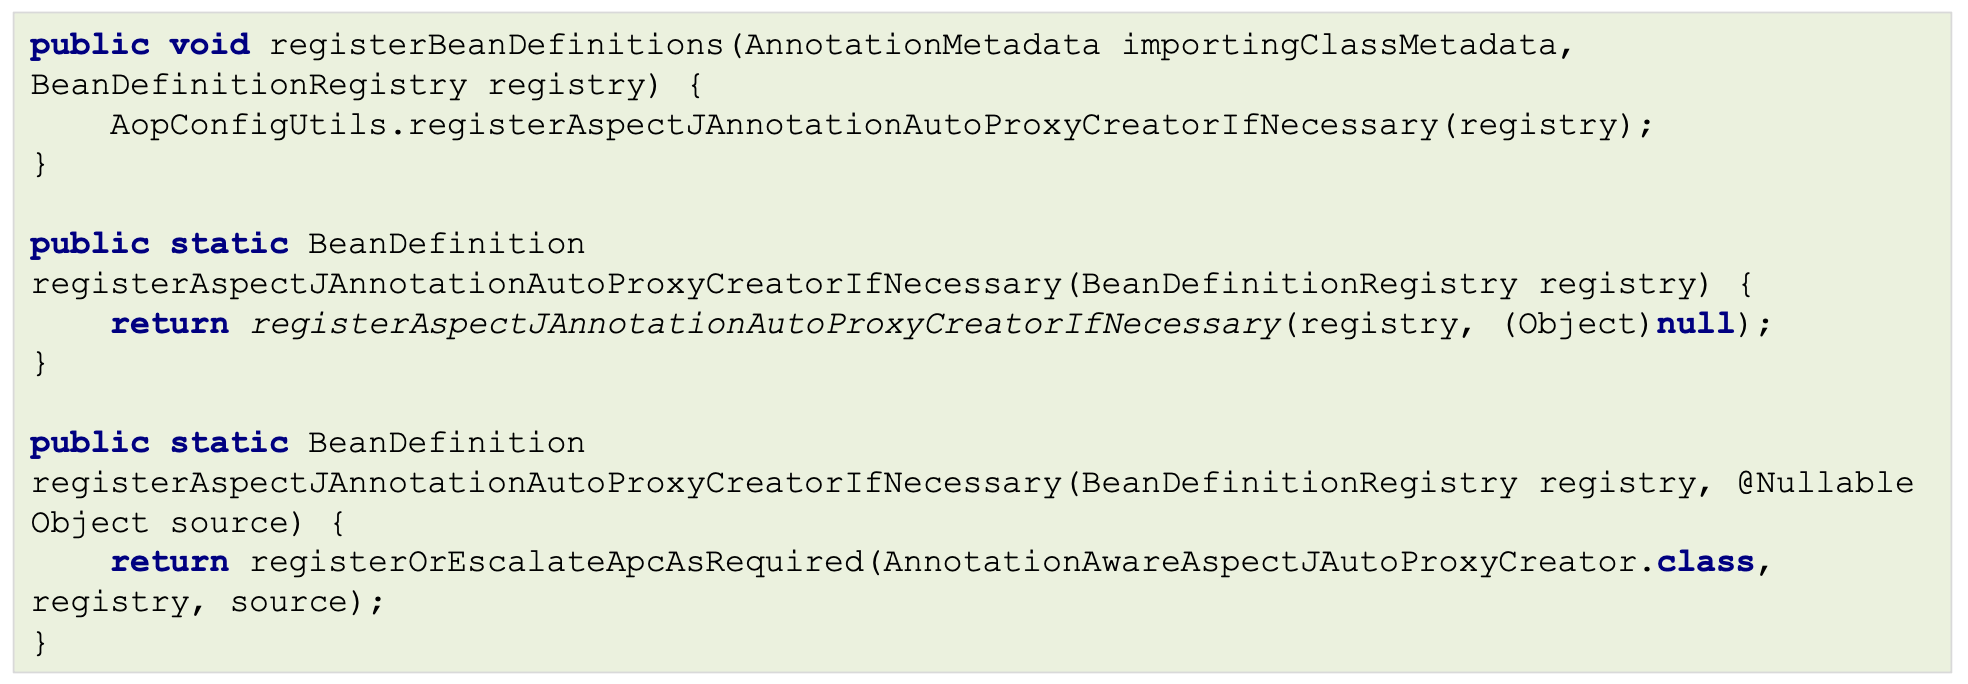 public void registerBeanDefinitions(AnnotationMetadata importingClassMetadata,
BeanDefinitionRegistry registry) {
    AopConfigUtils.registerAspectJAnnotationAutoProxyCreatorIfNecessary(registry);
}

public static BeanDefinition
registerAspectJAnnotationAutoProxyCreatorIfNecessary(BeanDefinitionRegistry registry) {
    return registerAspectJAnnotationAutoProxyCreatorIfNecessary(registry, (Object)null);
}

public static BeanDefinition
registerAspectJAnnotationAutoProxyCreatorIfNecessary(BeanDefinitionRegistry registry, @Nullable
Object source) {
    return registerOrEscalateApcAsRequired(AnnotationAwareAspectJAutoProxyCreator.class,
registry, source);
}